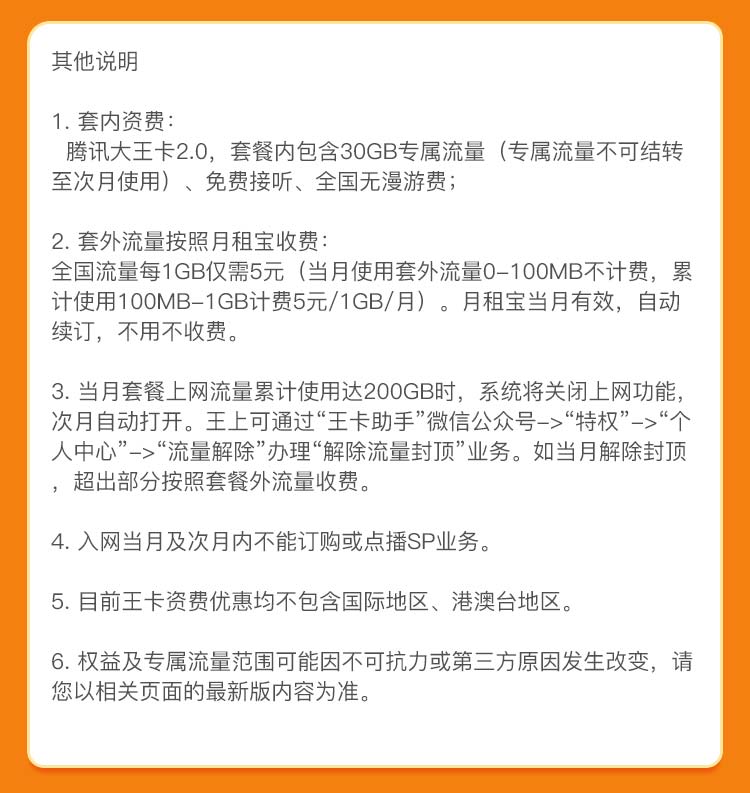 其他说明
1. 套内资费：
腾讯大王卡2.0，套餐内包含30GB专属流量（专属流量不可结转
至次月使用）、免费接听、全国无漫游费；
2. 套外流量按照月租宝收费：
全国流量每1GB仅需5元（当月使用套外流量0-100MB不计费，累
计使用100MB-1GB计费5元/1GB/月）。月租宝当月有效，自动
续订，不用不收费。
3. 当月套餐上网流量累计使用达200GB时，系统将关闭上网功能，
次月自动打开。王上可通过“王卡助手”微信公众号->“特权”->“个
人中心”->“流量解除”办理“解除流量封顶”业务。如当月解除封顶
，超出部分按照套餐外流量收费。
4. 入网当月及次月内不能订购或点播SP业务。
5. 目前王卡资费优惠均不包含国际地区、港澳台地区。
6. 权益及专属流量范围可能因不可抗力或第三方原因发生改变，请
您以相关页面的最新版内容为准。